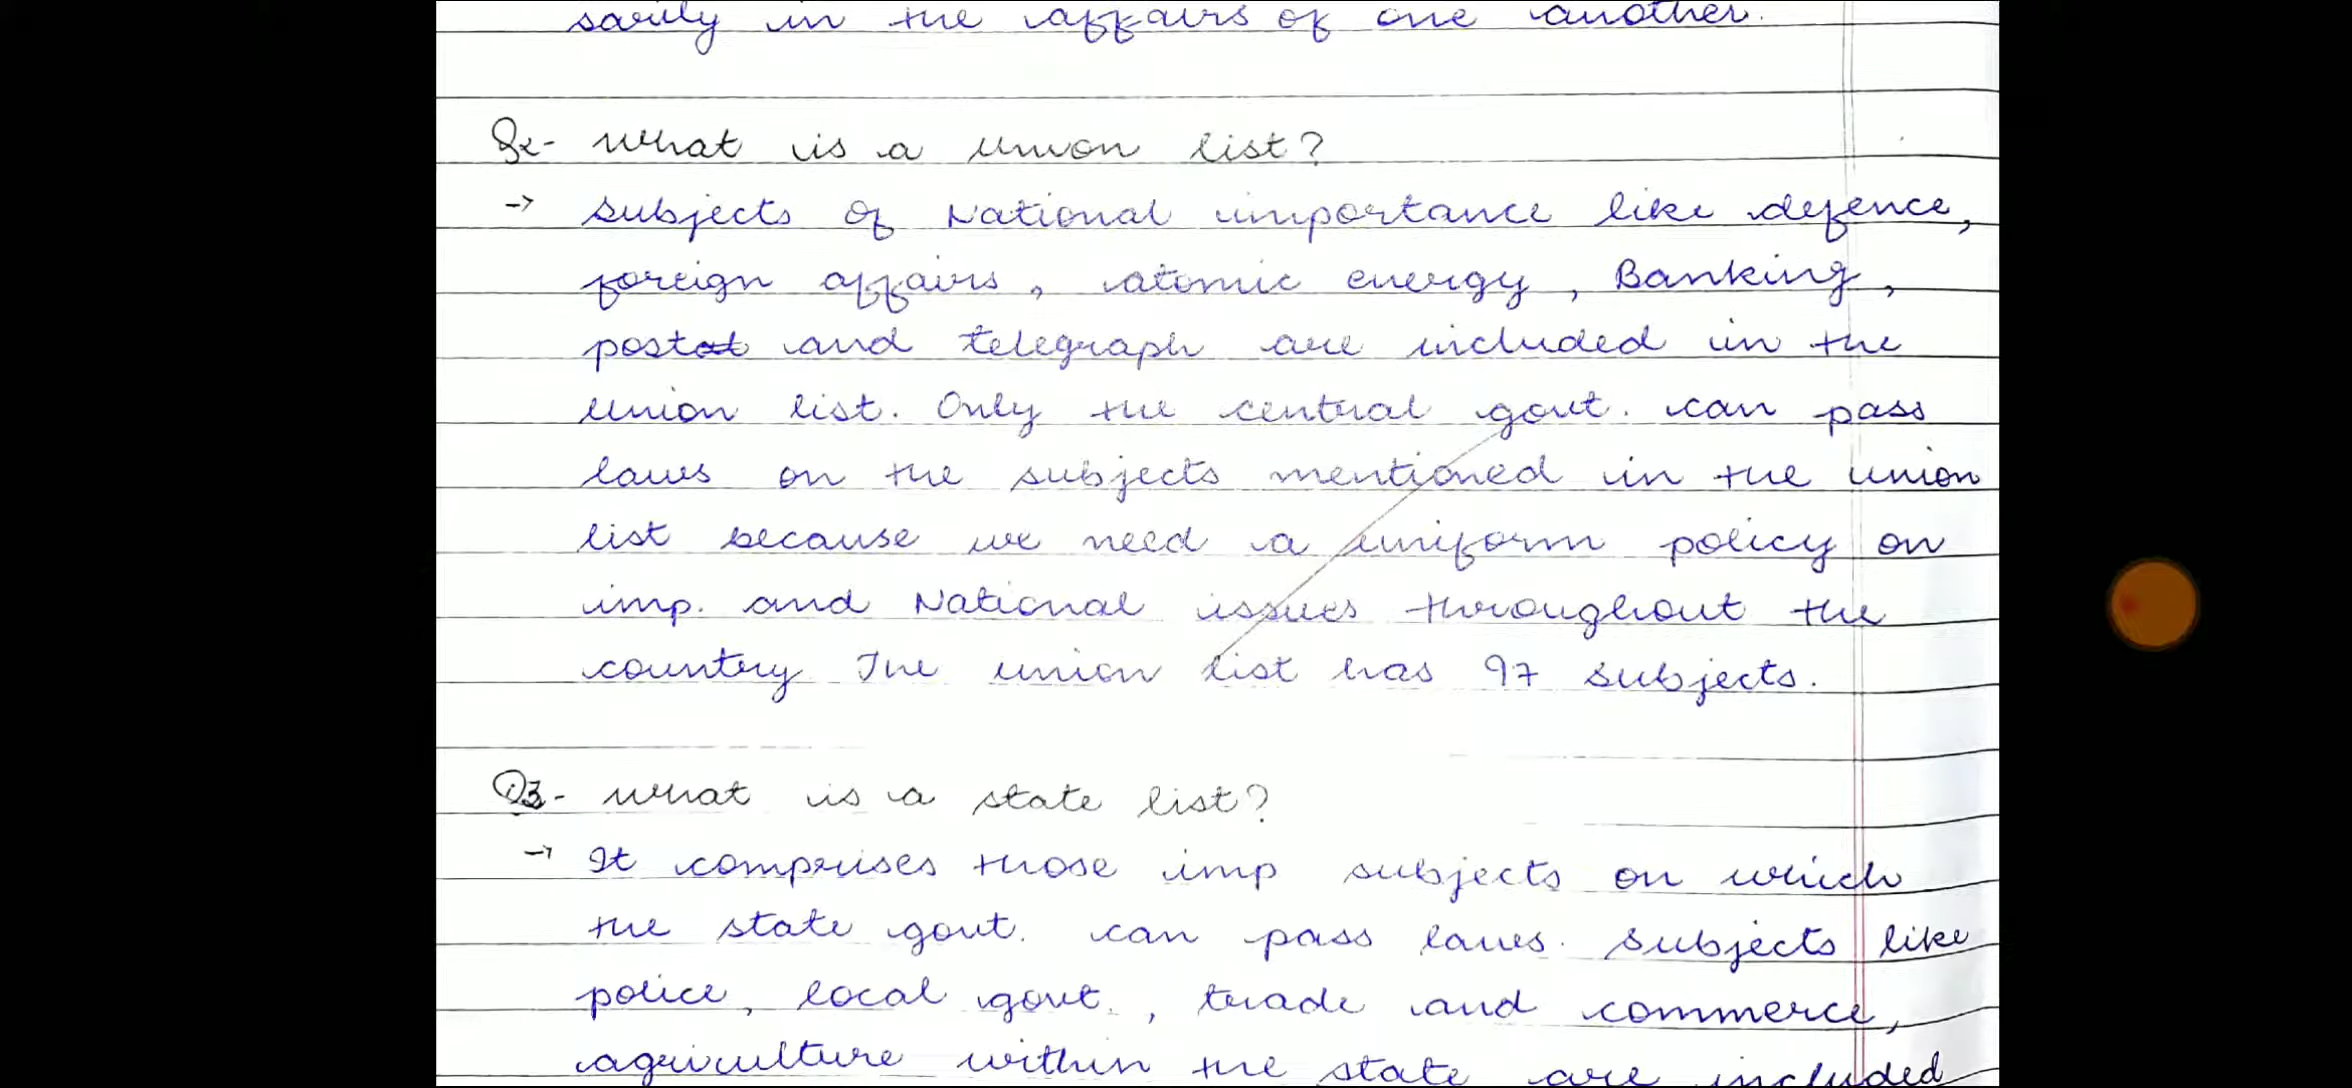 sarily in the affairs of one another.
Q2- What is a union list?
→ Subjects of National importance like defence,
foreign affairs, atomic energy, Banking,
post and telegraph are included in the
union list. Only the central govt. can pass
laws on the subjects mentioned in the union
list because we need a uniform policy on
imp. and National issues throughout the
country. The union list has 97 subjects.
Q3- What is a state list?
→ It comprises those imp subjects on which
the state govt. can pass laws. Subjects like
police, local govt., trade and commerce,
agriculture within the state are included